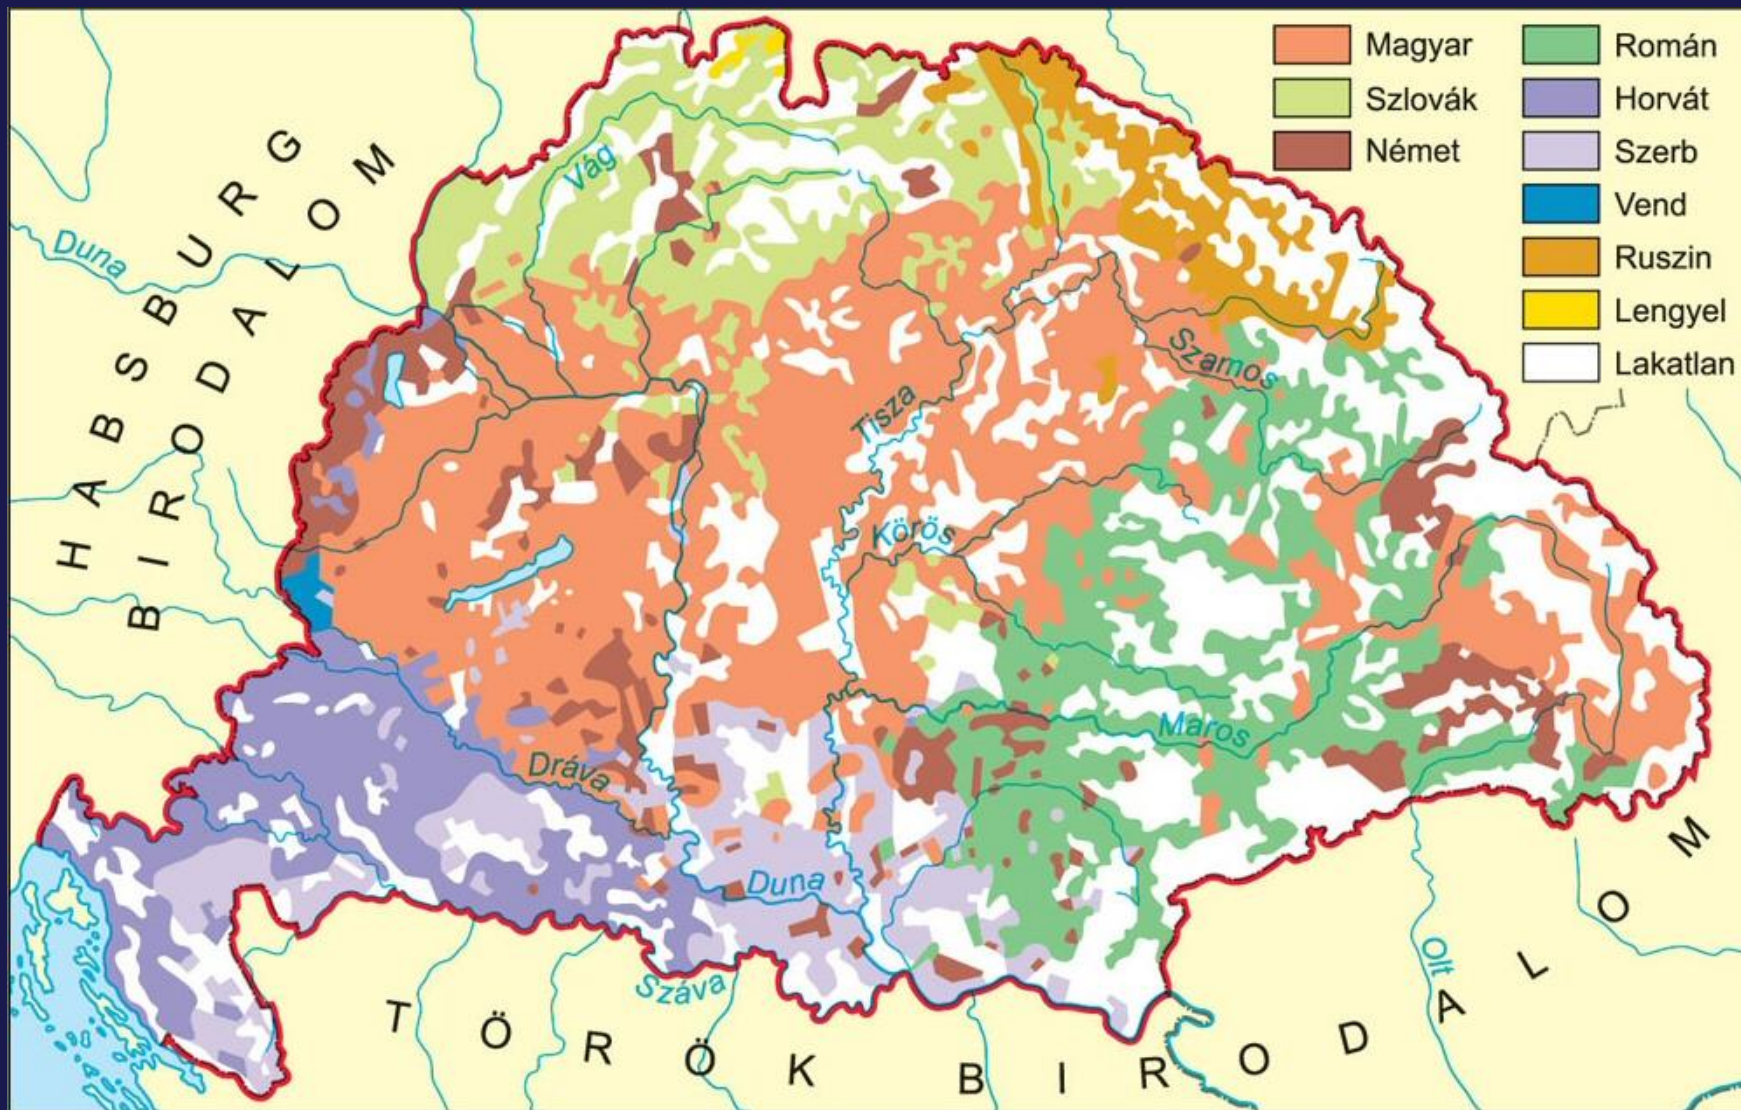 Magyar
Szlovák
Német
Román
Horvát
Szerb
Vend
Ruszin
Lengyel
Lakatlan
HABSBURG
BIRODALOM
Duna
Vág
Tisza
Szamos
Körös
Maros
Dráva
Duna
Száva
Olt
TÖRÖK BIRODALOM